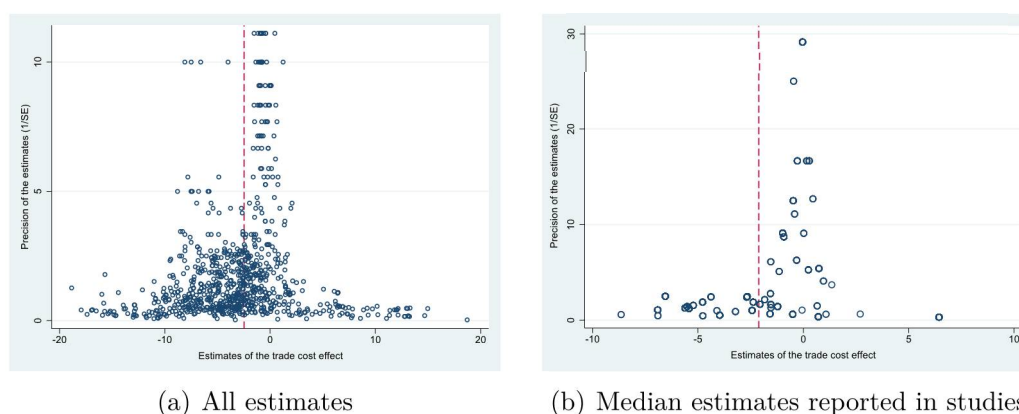 Precision of the estimates (1/SE)
10
5
0
-20
-10
0
10
20
Estimates of the trade cost effect
(a) All estimates
Precision of the estimates (1/SE)
30
20
10
0
-10
-5
0
5
10
Estimates of the trade cost effect
(b) Median estimates reported in studies